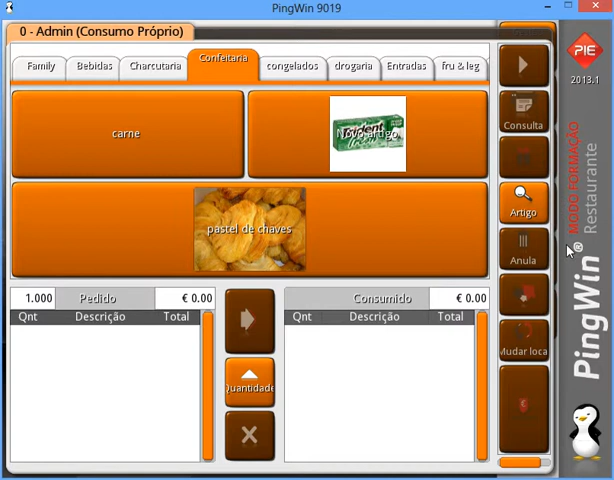 PingWin 9019
0 - Admin (Consumo Próprio)
Family
Bebidas
Charcutaria
Confeitaria
congelados
drogaria
Entradas
fru & leg
carne
Novo artigo
pastel de chaves
1.000 Pedido € 0.00
Qnt Descrição Total
Quantidade
Consumido € 0.00
Qnt Descrição Total
Consulta
Artigo
Anula
Mudar loca
PIE
2013.1
MODO FORMAÇÃO
Restaurante
PingWin®